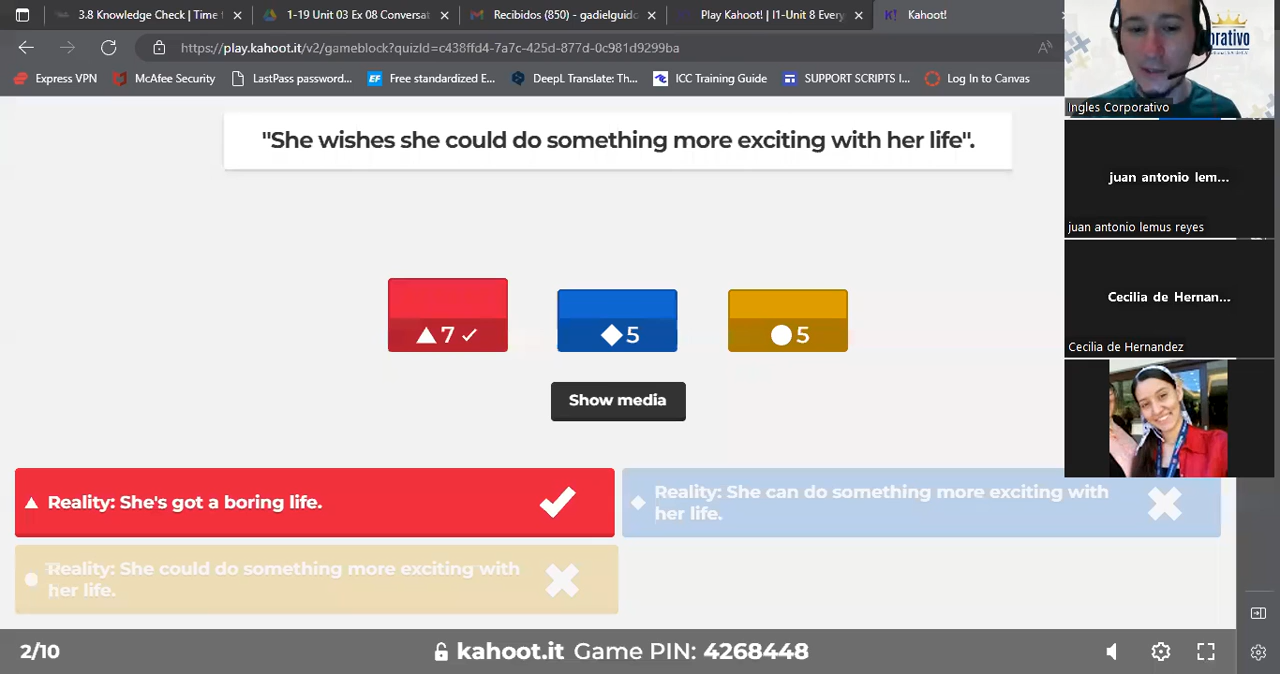 3.8 Knowledge Check | Time
1-19 Unit 03 Ex 08 Conversat
Recibidos (850) - gadielguido
Play Kahoot! | I1-Unit 8 Every
Kahoot!
https://play.kahoot.it/v2/gameblock?quizId=c438ffd4-7a7c-425d-877d-0c981d9299ba
Express VPN
McAfee Security
LastPass password...
EF Free standardized E...
DeepL Translate: Th...
ICC Training Guide
SUPPORT SCRIPTS I...
Log In to Canvas
"She wishes she could do something more exciting with her life".
7
5
5
Show media
Reality: She's got a boring life.
Reality: She can do something more exciting with
her life.
Reality: She could do something more exciting with
her life.
2/10
kahoot.it Game PIN: 4268448
orativo
Ingles Corporativo
juan antonio lem...
juan antonio lemus reyes
Cecilia de Hernan...
Cecilia de Hernandez